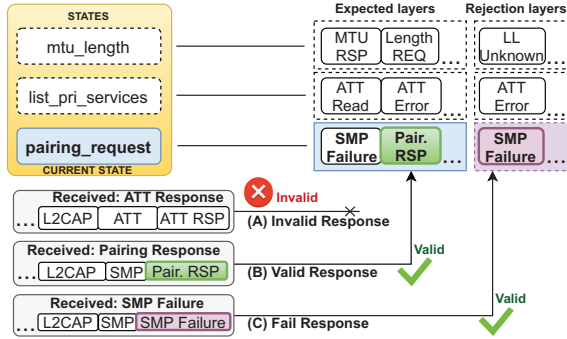 STATES
Expected layers
Rejection layers
mtu_length
MTU RSP
Length REQ
...
LL Unknown
...
list_pri_services
ATT Read
ATT Error
...
ATT Error
...
pairing_request
CURRENT STATE
SMP Failure
Pair. RSP
...
SMP Failure
...
Received: ATT Response
... L2CAP ATT ATT RSP
Invalid
(A) Invalid Response
Received: Pairing Response
... L2CAP SMP Pair. RSP
(B) Valid Response
Valid
Received: SMP Failure
... L2CAP SMP SMP Failure
(C) Fail Response
Valid